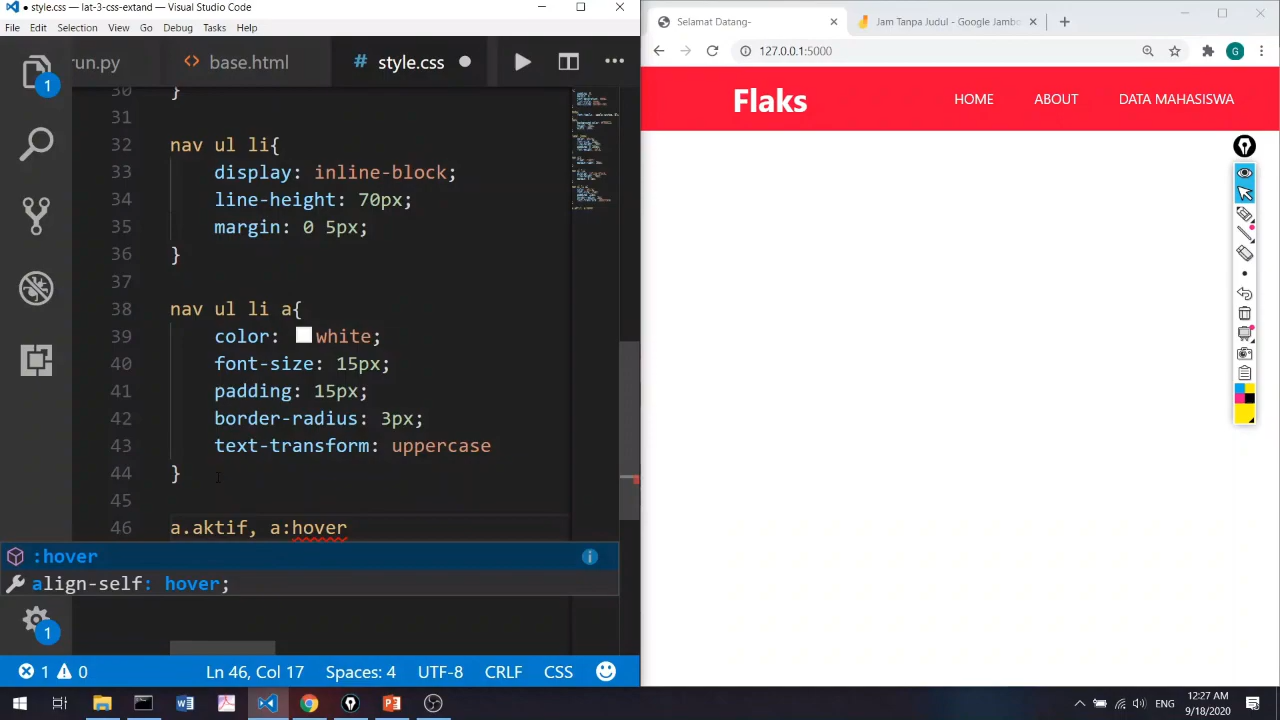 style.css — lat-3-css-extand — Visual Studio Code
File Edit Selection View Go Debug Tasks Help
run.py <> base.html # style.css
30 }
31
32 nav ul li{
33 display: inline-block;
34 line-height: 70px;
35 margin: 0 5px;
36 }
37
38 nav ul li a{
39 color: white;
40 font-size: 15px;
41 padding: 15px;
42 border-radius: 3px;
43 text-transform: uppercase
44 }
45
46 a.aktif, a:hover
:hover
align-self: hover;
1 0 Ln 46, Col 17 Spaces: 4 UTF-8 CRLF CSS
Selamat Datang-
Jam Tanpa Judul - Google Jambo
127.0.0.1:5000
G
Flaks
HOME ABOUT DATA MAHASISWA
1
1
ENG
12:27 AM
9/18/2020